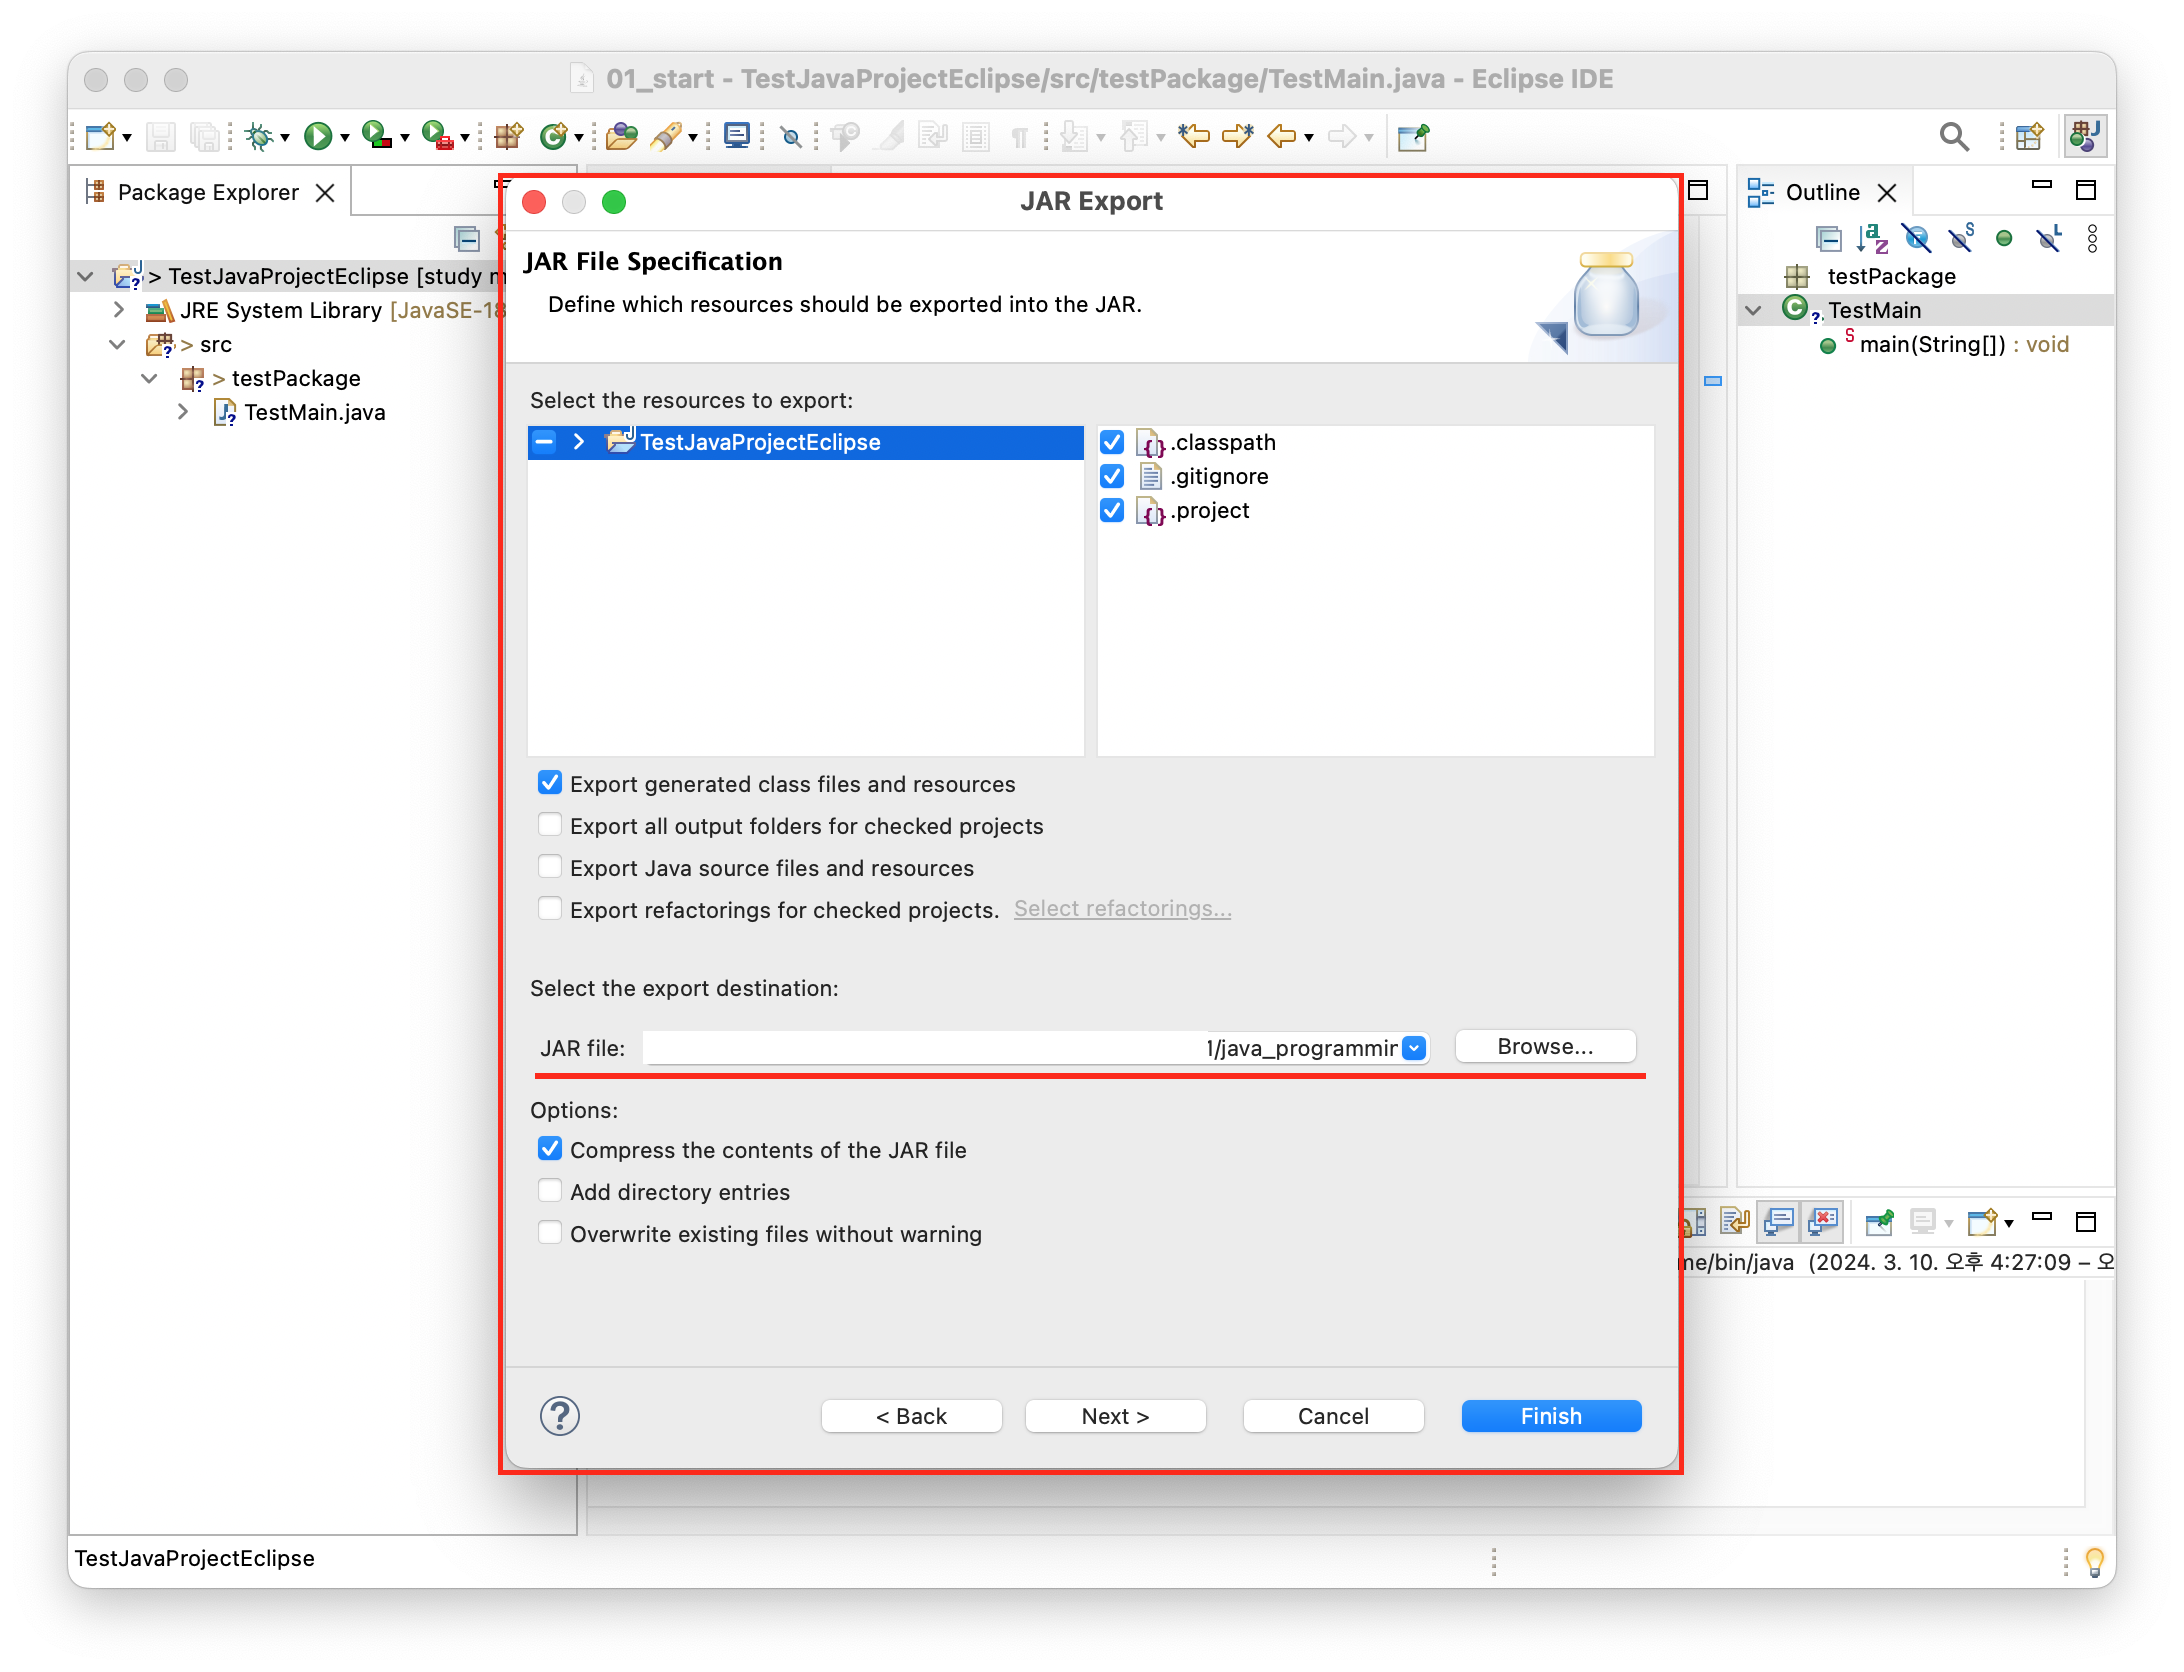 01_start - TestJavaProjectEclipse/src/testPackage/TestMain.java - Eclipse IDE
Package Explorer
> TestJavaProjectEclipse [study
JRE System Library [JavaSE-18
> src
> testPackage
TestMain.java
JAR Export
JAR File Specification
Define which resources should be exported into the JAR.
Select the resources to export:
TestJavaProjectEclipse
.classpath
.gitignore
.project
Export generated class files and resources
Export all output folders for checked projects
Export Java source files and resources
Export refactorings for checked projects. Select refactorings...
Select the export destination:
JAR file: /java_programmin Browse...
Options:
Compress the contents of the JAR file
Add directory entries
Overwrite existing files without warning
? < Back Next > Cancel Finish
Outline
testPackage
TestMain
main(String[]) : void
me/bin/java (2024. 3. 10. 오후 4:27:09 – 오
TestJavaProjectEclipse